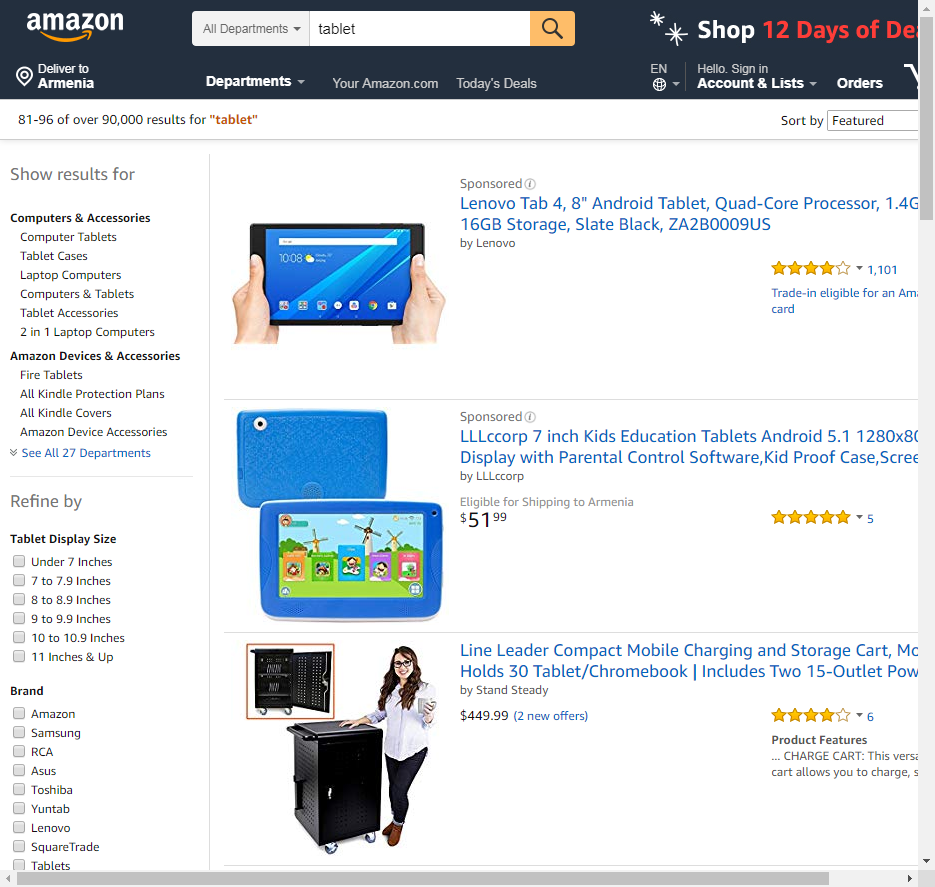 amazon
All Departments
tablet
Shop 12 Days of De
Deliver to
Armenia
Departments
Your Amazon.com
Today's Deals
EN
Hello. Sign in
Account & Lists
Orders
81-96 of over 90,000 results for "tablet"
Sort by
Featured
Show results for
Computers & Accessories
Computer Tablets
Tablet Cases
Laptop Computers
Computers & Tablets
Tablet Accessories
2 in 1 Laptop Computers
Amazon Devices & Accessories
Fire Tablets
All Kindle Protection Plans
All Kindle Covers
Amazon Device Accessories
See All 27 Departments
Refine by
Tablet Display Size
Under 7 Inches
7 to 7.9 Inches
8 to 8.9 Inches
9 to 9.9 Inches
10 to 10.9 Inches
11 Inches & Up
Brand
Amazon
Samsung
RCA
Asus
Toshiba
Yuntab
Lenovo
SquareTrade
Tablets
Sponsored
Lenovo Tab 4, 8" Android Tablet, Quad-Core Processor, 1.4G
16GB Storage, Slate Black, ZA2B0009US
by Lenovo
10:08
1,101
Trade-in eligible for an Am
card
Sponsored
LLLccorp 7 inch Kids Education Tablets Android 5.1 1280x80
Display with Parental Control Software,Kid Proof Case,Scree
by LLLccorp
Eligible for Shipping to Armenia
$51 99
5
Line Leader Compact Mobile Charging and Storage Cart, Mo
Holds 30 Tablet/Chromebook | Includes Two 15-Outlet Pow
by Stand Steady
$449.99 (2 new offers)
6
Product Features
... CHARGE CART: This versa
cart allows you to charge, s